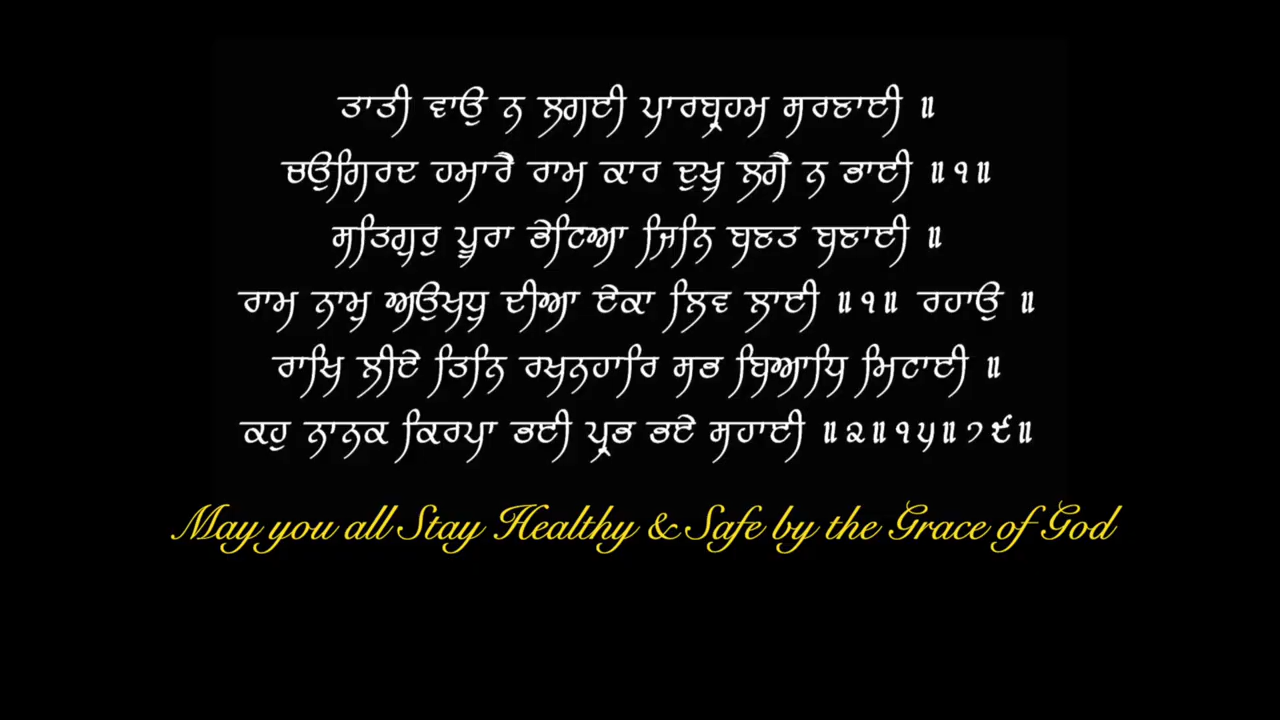 ਤਾਤੀ ਵਾਉ ਨ ਲਗਈ ਪਾਰਬ੍ਰਹਮ ਸਰਣਾਈ ॥
ਚਉਗਿਰਦ ਹਮਾਰੈ ਰਾਮ ਕਾਰ ਦੁਖੁ ਲਗੈ ਨ ਭਾਈ ॥੧॥
ਸਤਿਗੁਰੁ ਪੂਰਾ ਭੇਟਿਆ ਜਿਨਿ ਬਣਤ ਬਣਾਈ ॥
ਰਾਮ ਨਾਮੁ ਅਉਖਧੁ ਦੀਆ ਏਕਾ ਲਿਵ ਲਾਈ ॥੧॥ ਰਹਾਉ ॥
ਰਾਖਿ ਲੀਏ ਤਿਨਿ ਰਖਨਹਾਰਿ ਸਭ ਬਿਆਧਿ ਮਿਟਾਈ ॥
ਕਹੁ ਨਾਨਕ ਕਿਰਪਾ ਭਈ ਪ੍ਰਭ ਭਏ ਸਹਾਈ ॥੨॥੧੫॥੭੯॥
May you all Stay Healthy & Safe by the Grace of God